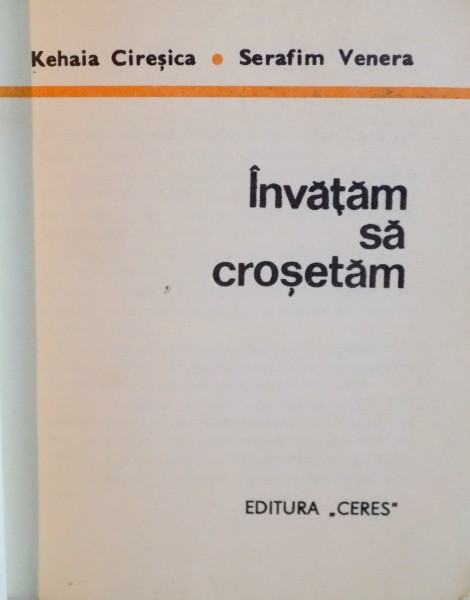 Kehaia Cireșica • Serafim Venera
Învățăm
să
croșetăm
EDITURA „CERES"